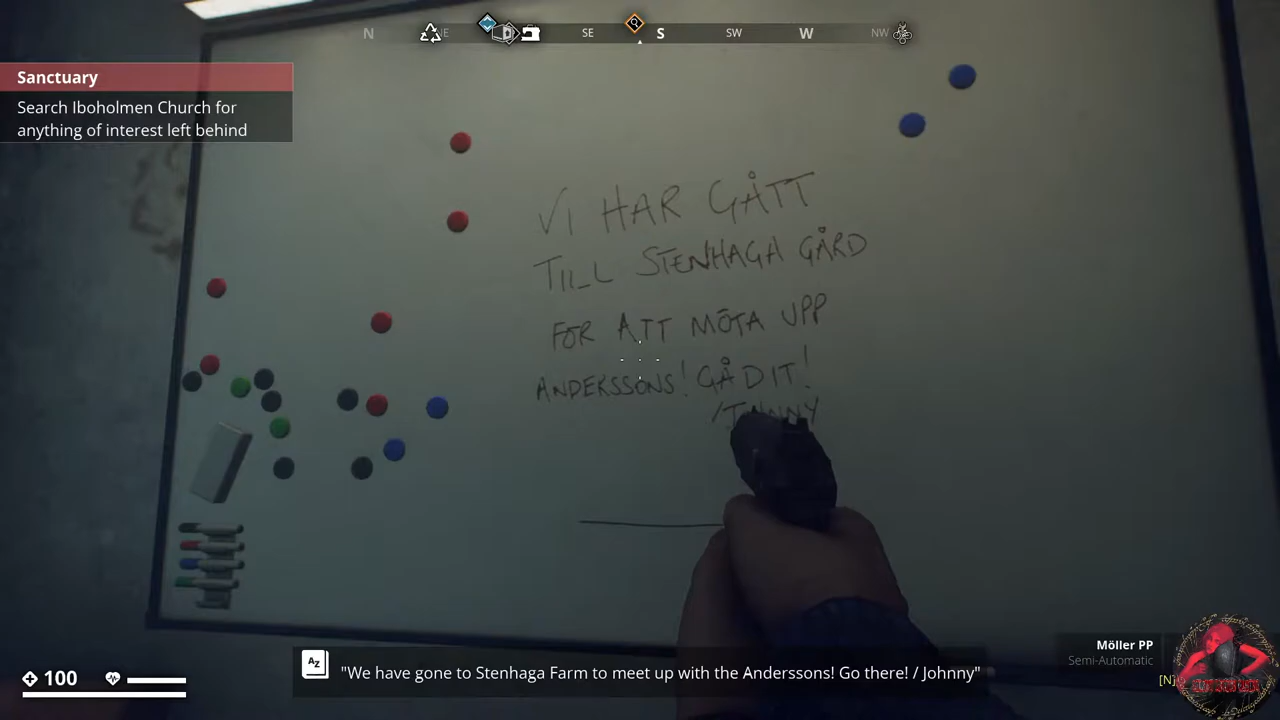 N
E
SE
S
SW
W
NW
Sanctuary
Search Iboholmen Church for
anything of interest left behind
VI HAR GÅTT
TILL STENHAGA GÅRD
FÖR ATT MÖTA UPP
ANDERSSONS! GÅ DIT!
Möller PP
Semi-Automatic
[N]
100
AZ
"We have gone to Stenhaga Farm to meet up with the Anderssons! Go there! / Johnny"